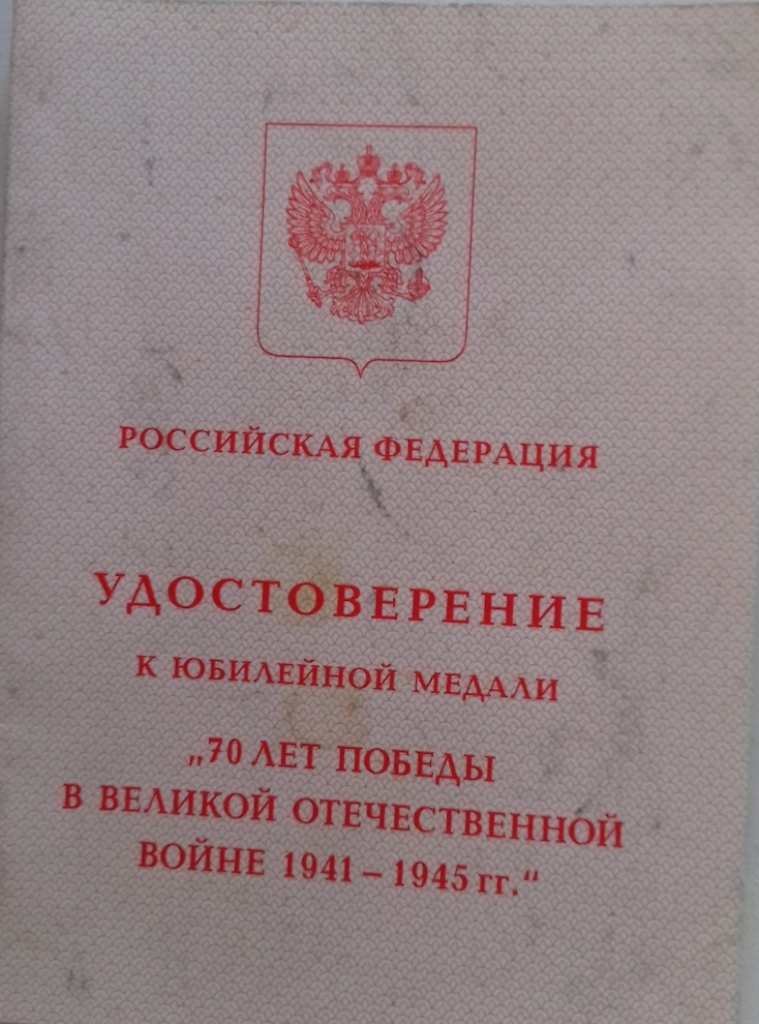 РОССИЙСКАЯ ФЕДЕРАЦИЯ
УДОСТОВЕРЕНИЕ
К ЮБИЛЕЙНОЙ МЕДАЛИ
„70 ЛЕТ ПОБЕДЫ
В ВЕЛИКОЙ ОТЕЧЕСТВЕННОЙ
ВОЙНЕ 1941 – 1945 гг.“